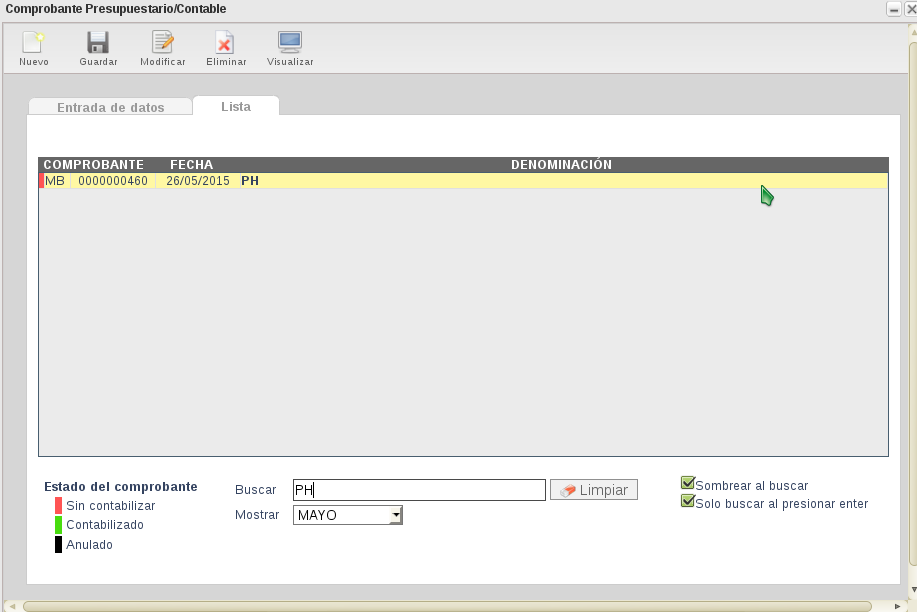 Comprobante Presupuestario/Contable
Nuevo Guardar Modificar Eliminar Visualizar
Entrada de datos Lista
COMPROBANTE FECHA DENOMINACIÓN
MB 0000000460 26/05/2015 PH
Estado del comprobante
Sin contabilizar
Contabilizado
Anulado
Buscar PH Limpiar
Mostrar MAYO
Sombrear al buscar
Solo buscar al presionar enter